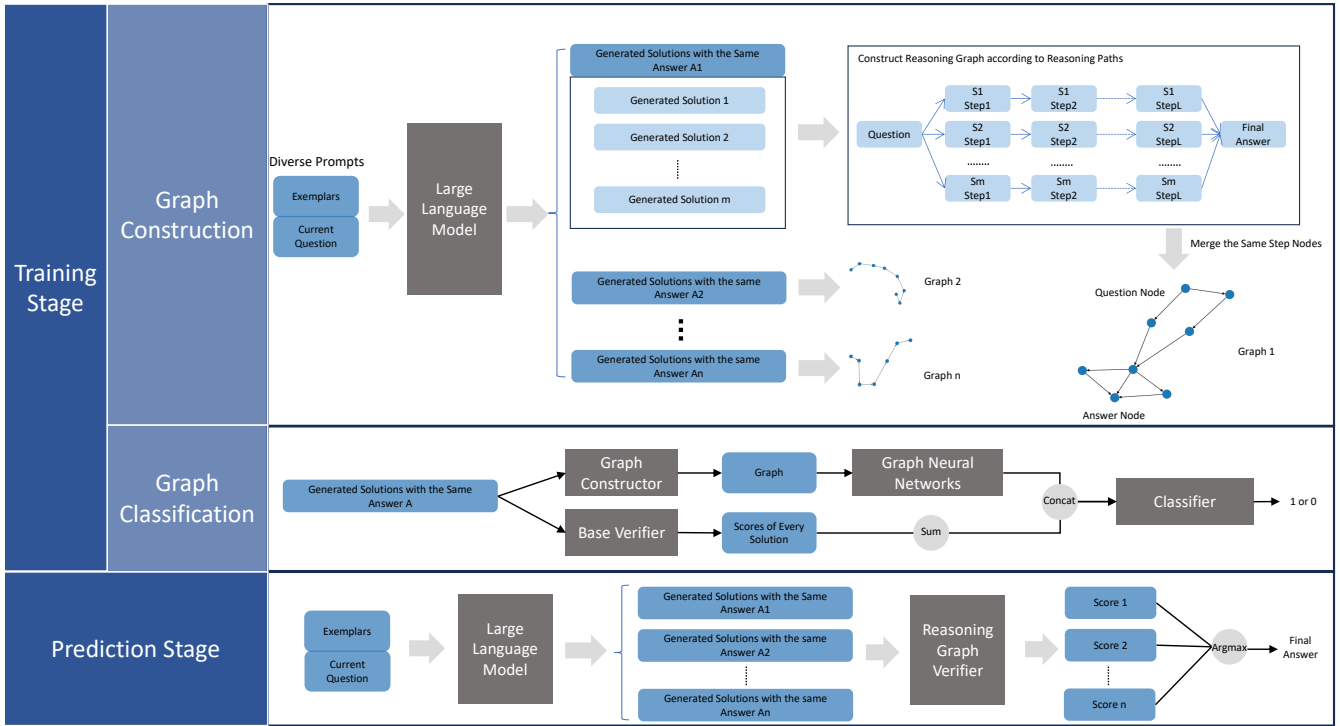 Training
Stage
Graph
Construction
Diverse Prompts
Exemplars
Current
Question
Large
Language
Model
Generated Solutions with the Same
Answer A1
Generated Solution 1
Generated Solution 2
Generated Solution m
Generated Solutions with the same
Answer A2
Generated Solutions with the same
Answer An
Construct Reasoning Graph according to Reasoning Paths
Question
S1
Step1
S1
Step2
S1
StepL
S2
Step1
S2
Step2
S2
StepL
........
........
........
Sm
Step1
Sm
Step2
Sm
StepL
Final
Answer
Merge the Same Step Nodes
Graph 2
Graph n
Question Node
Graph 1
Answer Node
Graph
Classification
Generated Solutions with the Same
Answer A
Graph
Constructor
Graph
Graph Neural
Networks
Base Verifier
Scores of Every
Solution
Sum
Concat
Classifier
1 or 0
Prediction Stage
Exemplars
Current
Question
Large
Language
Model
Generated Solutions with the Same
Answer A1
Generated Solutions with the same
Answer A2
Generated Solutions with the same
Answer An
Reasoning
Graph
Verifier
Score 1
Score 2
Score n
Argmax
Final
Answer